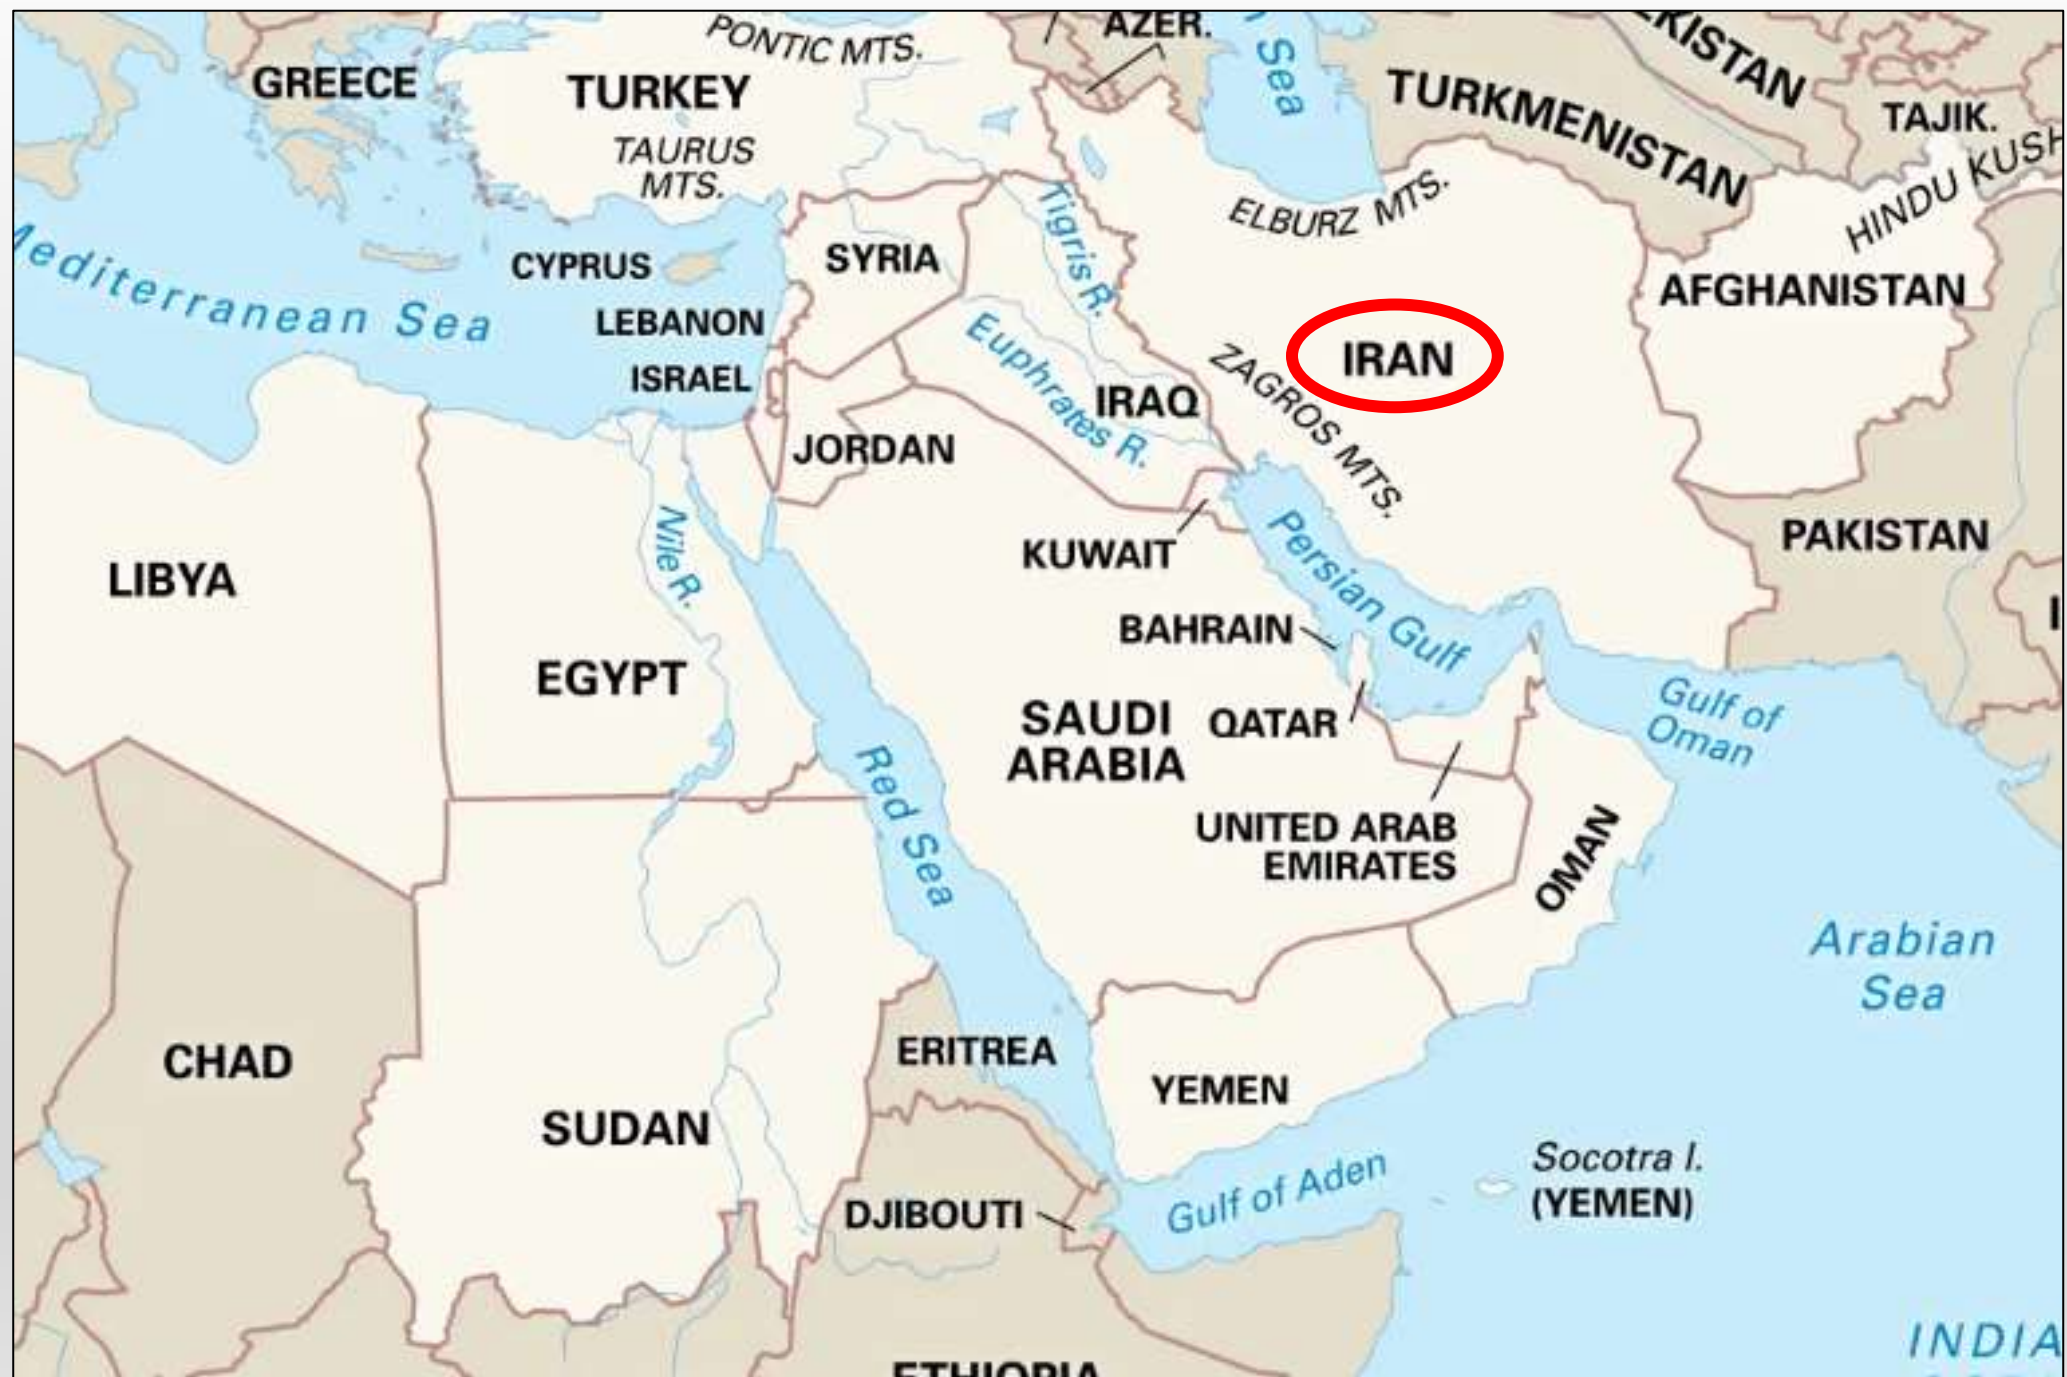 AZER.
PONTIC MTS.
Sea
KISTAN
GREECE
TURKEY
TURKMENISTAN
TAJIK.
TAURUS
MTS.
HINDU KUSH
ELBURZ MTS.
Tigris R.
Mediterranean Sea
CYPRUS
SYRIA
AFGHANISTAN
LEBANON
IRAN
ISRAEL
Euphrates R.
IRAQ
ZAGROS MTS.
JORDAN
Nile R.
KUWAIT
Persian Gulf
PAKISTAN
LIBYA
BAHRAIN
EGYPT
SAUDI
ARABIA
QATAR
Gulf of
Oman
Red Sea
UNITED ARAB
EMIRATES
OMAN
Arabian
Sea
CHAD
ERITREA
YEMEN
SUDAN
Socotra I.
(YEMEN)
DJIBOUTI
Gulf of Aden
INDIA
ETHIOPIA